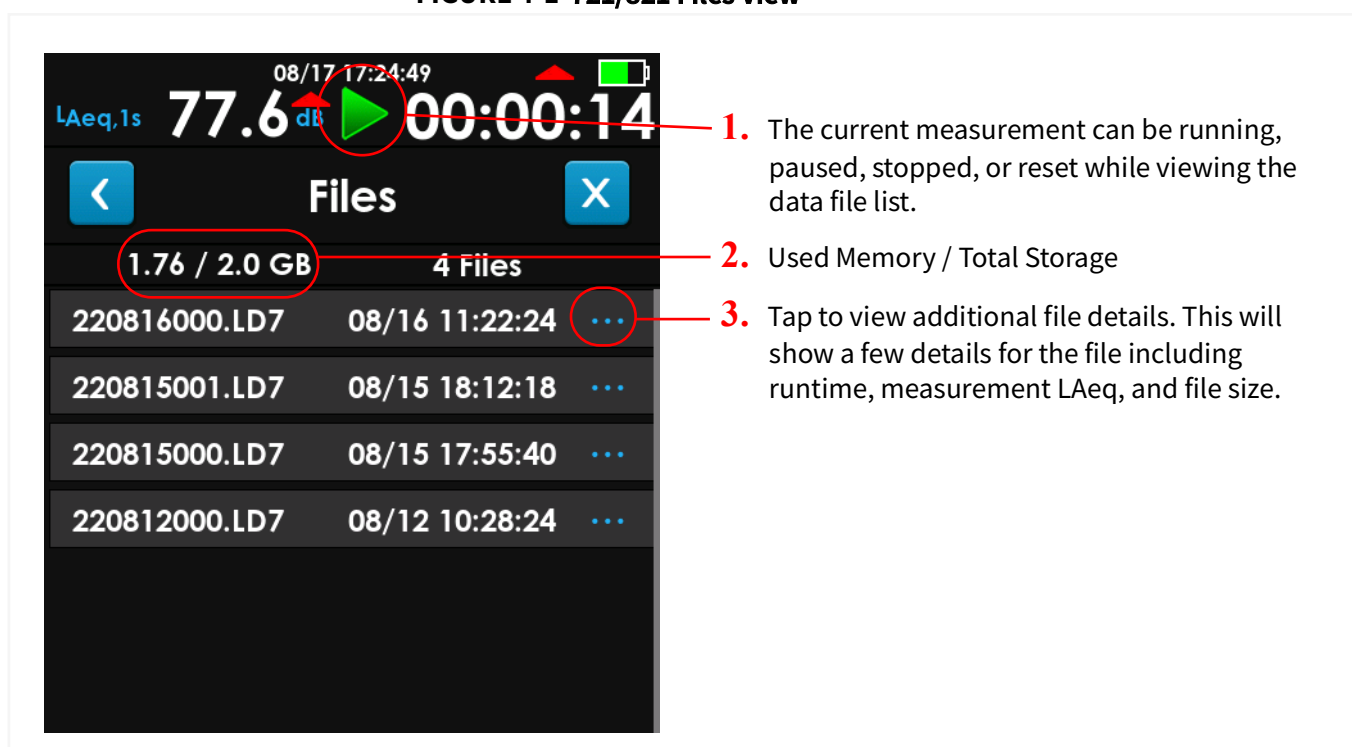 08/17 17:24:49
LAeq,1s 77.6 dB 00:00:14
Files
X
1.76 / 2.0 GB 4 Files
220816000.LD7 08/16 11:22:24 ...
220815001.LD7 08/15 18:12:18 ...
220815000.LD7 08/15 17:55:40 ...
220812000.LD7 08/12 10:28:24 ...
1. The current measurement can be running,
paused, stopped, or reset while viewing the
data file list.
2. Used Memory / Total Storage
3. Tap to view additional file details. This will
show a few details for the file including
runtime, measurement LAeq, and file size.